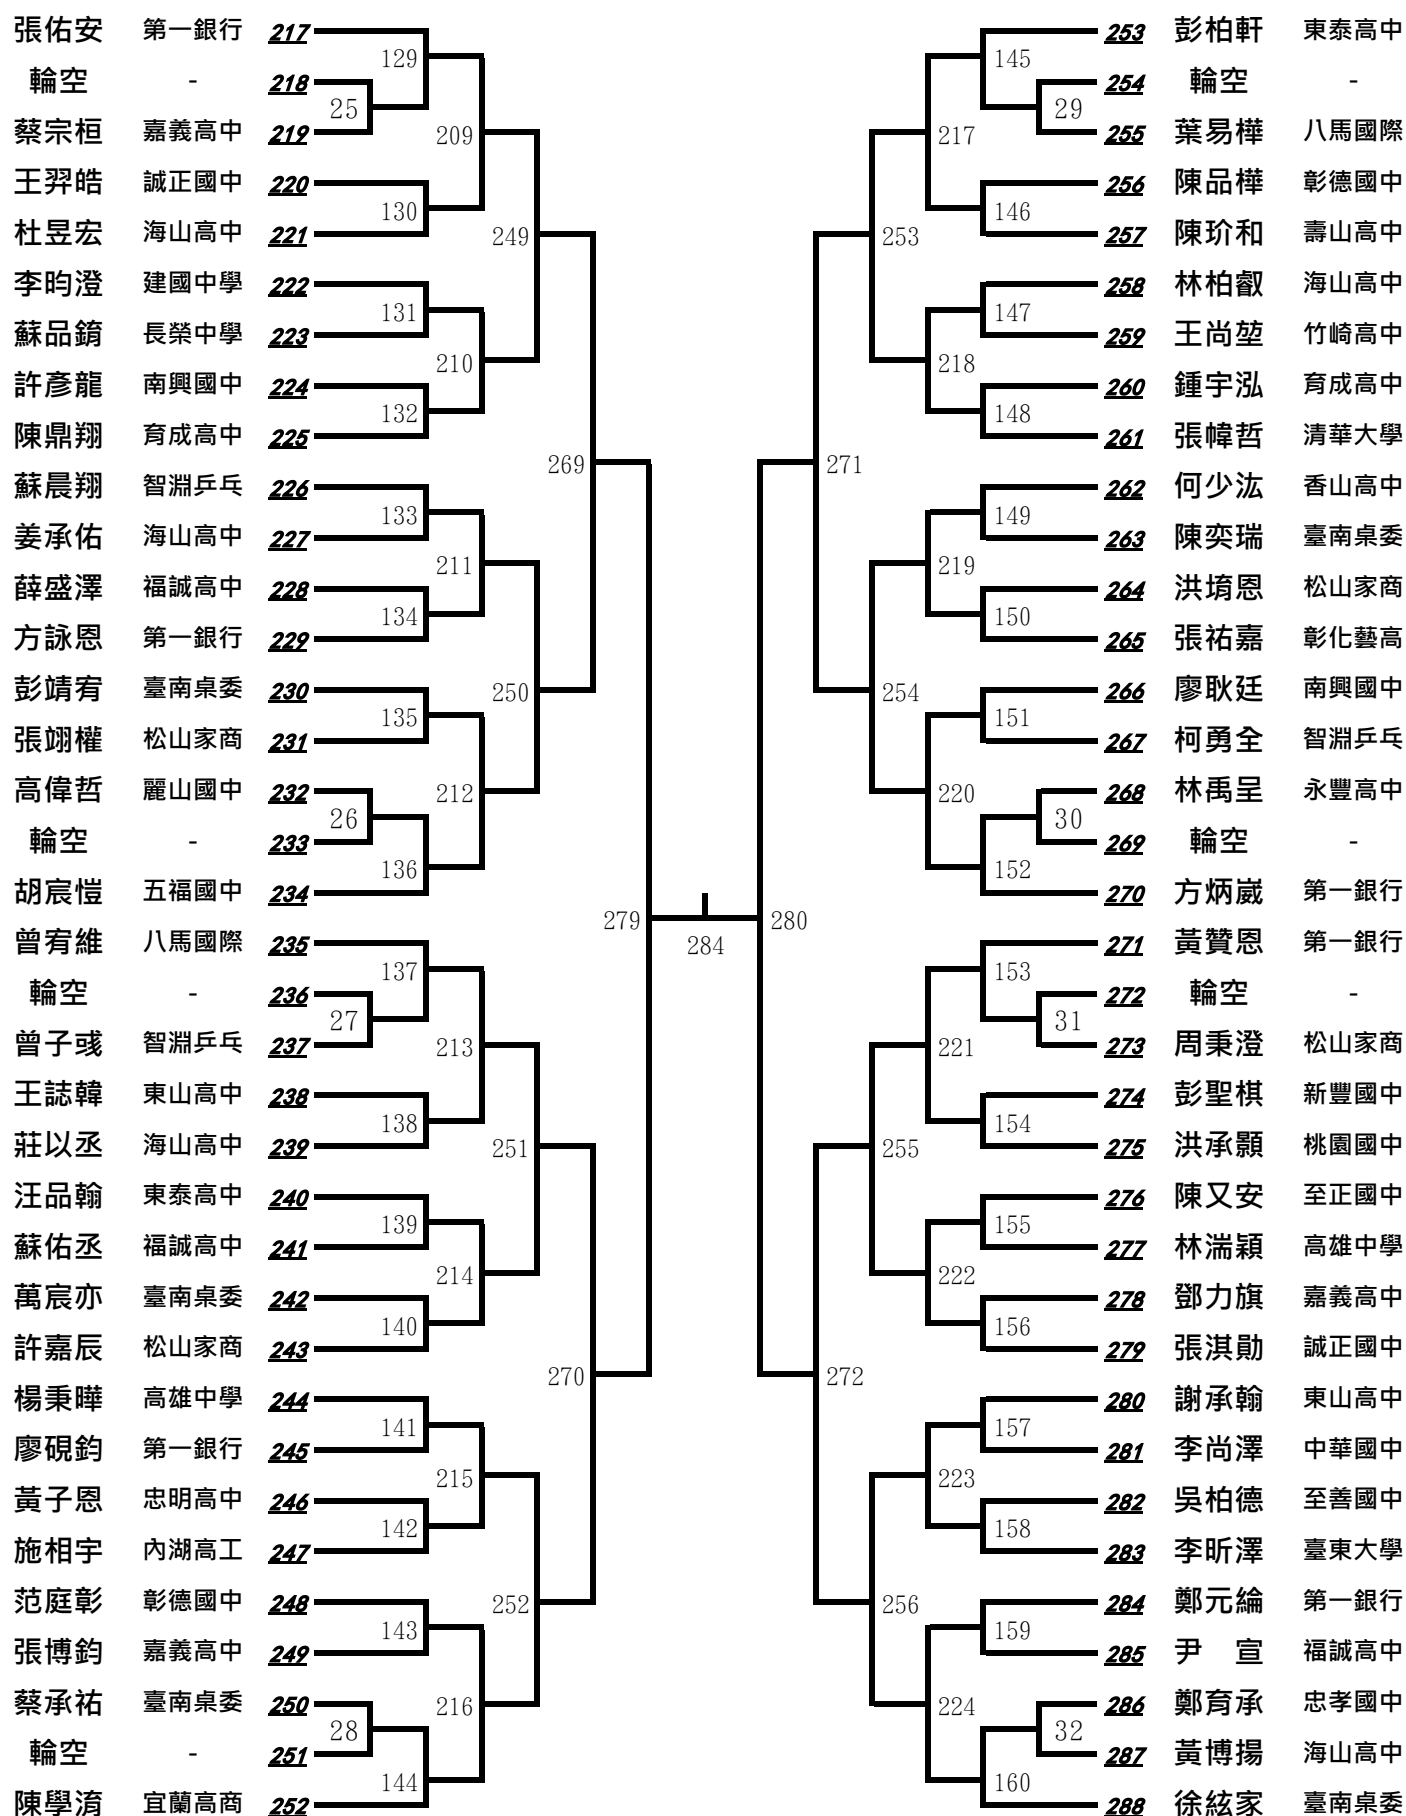 張佑安 第一銀行 217
輪空 - 218
蔡宗桓 嘉義高中 219
王羿皓 誠正國中 220
杜昱宏 海山高中 221
李昀澄 建國中學 222
蘇品錥 長榮中學 223
許彥龍 南興國中 224
陳鼎翔 育成高中 225
蘇晨翔 智淵乒乓 226
姜承佑 海山高中 227
薛盛澤 福誠高中 228
方詠恩 第一銀行 229
彭靖宥 臺南桌委 230
張翊權 松山家商 231
高偉哲 麗山國中 232
輪空 - 233
胡宸愷 五福國中 234
曾宥維 八馬國際 235
輪空 - 236
曾子彧 智淵乒乓 237
王誌韓 東山高中 238
莊以丞 海山高中 239
汪品翰 東泰高中 240
蘇佑丞 福誠高中 241
萬宸亦 臺南桌委 242
許嘉辰 松山家商 243
楊秉曄 高雄中學 244
廖硯鈞 第一銀行 245
黃子恩 忠明高中 246
施相宇 內湖高工 247
范庭彰 彰德國中 248
張博鈞 嘉義高中 249
蔡承祐 臺南桌委 250
輪空 - 251
陳學淯 宜蘭高商 252
129
25
209
130
249
131
210
132
269
133
211
134
250
135
212
26
136
279
137
27
213
138
251
139
214
140
270
141
215
142
252
143
216
28
144
284
145
29
217
146
253
147
218
148
271
149
219
150
254
151
220
30
152
280
153
31
221
154
255
155
222
156
272
157
223
158
256
159
224
32
160
253 彭柏軒 東泰高中
254 輪空 -
255 葉易樺 八馬國際
256 陳品樺 彰德國中
257 陳玠和 壽山高中
258 林柏叡 海山高中
259 王尚堃 竹崎高中
260 鍾宇泓 育成高中
261 張幃哲 清華大學
262 何少汯 香山高中
263 陳奕瑞 臺南桌委
264 洪堉恩 松山家商
265 張祐嘉 彰化藝高
266 廖耿廷 南興國中
267 柯勇全 智淵乒乓
268 林禹呈 永豐高中
269 輪空 -
270 方炳崴 第一銀行
271 黃贊恩 第一銀行
272 輪空 -
273 周秉澄 松山家商
274 彭聖棋 新豐國中
275 洪承顥 桃園國中
276 陳又安 至正國中
277 林湍穎 高雄中學
278 鄧力旗 嘉義高中
279 張淇勛 誠正國中
280 謝承翰 東山高中
281 李尚澤 中華國中
282 吳柏德 至善國中
283 李昕澤 臺東大學
284 鄭元綸 第一銀行
285 尹　宣 福誠高中
286 鄭育承 忠孝國中
287 黃博揚 海山高中
288 徐絃家 臺南桌委